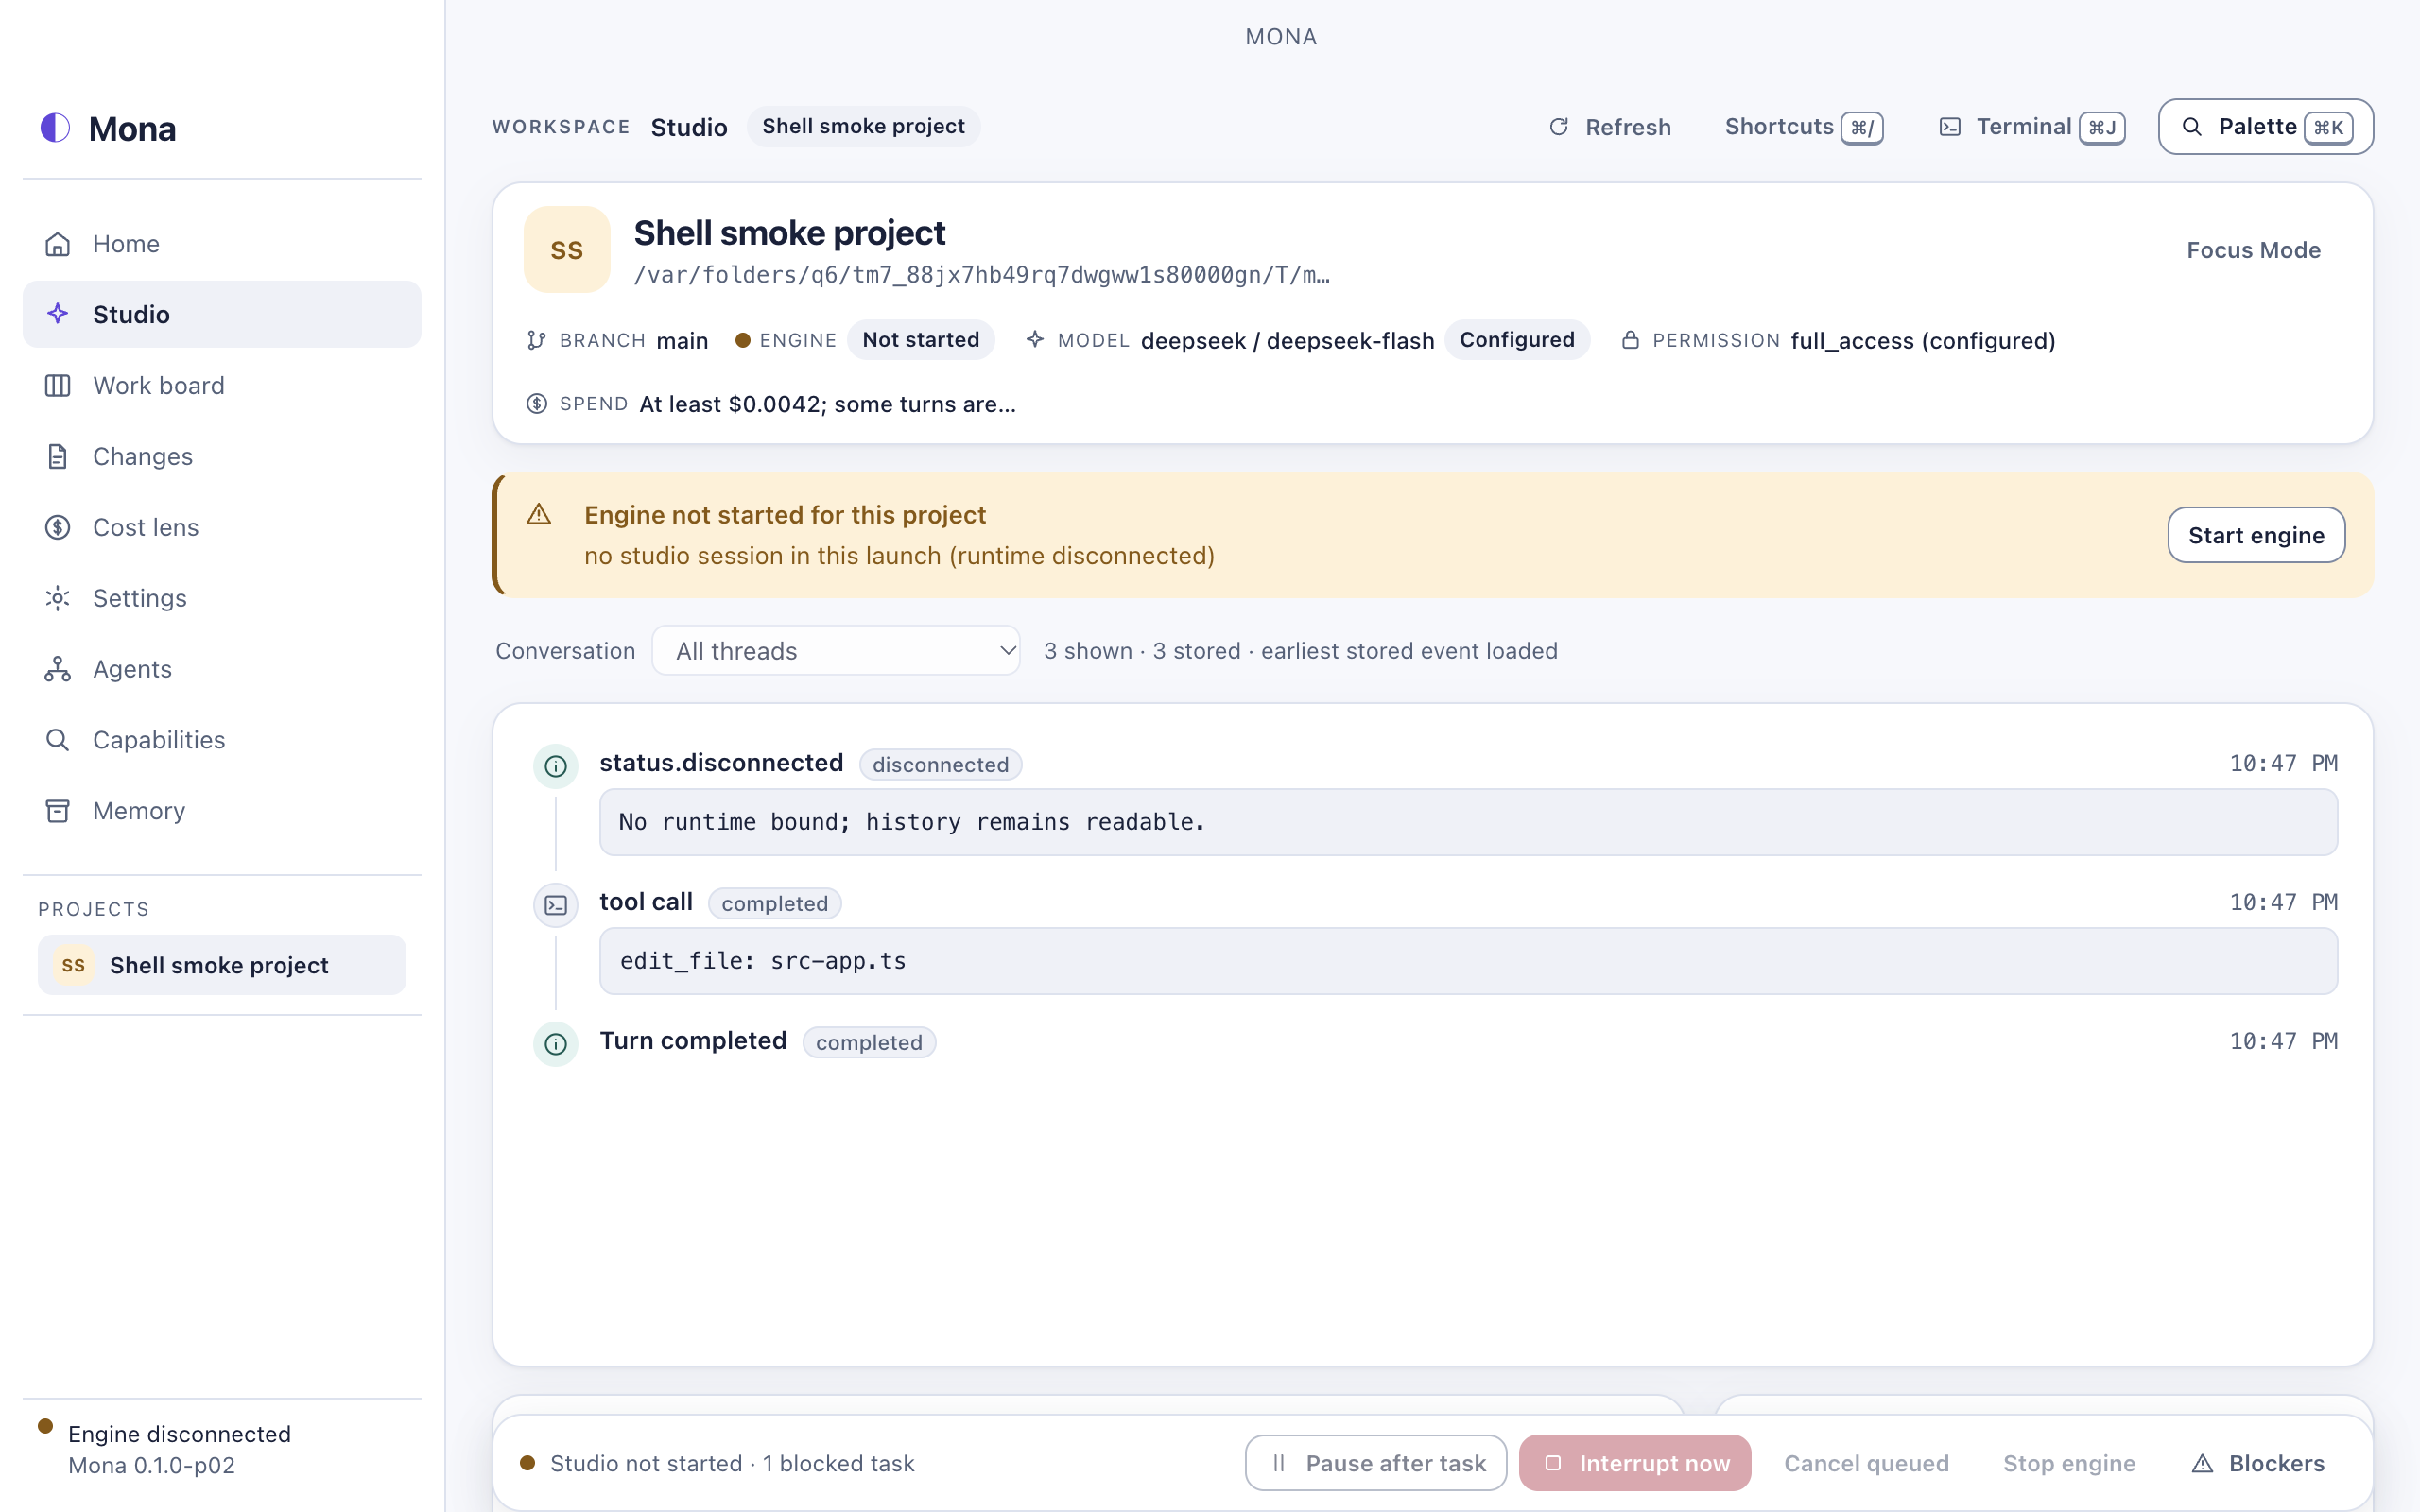 MONA
Mona
Home
Studio
Work board
Changes
Cost lens
Settings
Agents
Capabilities
Memory
PROJECTS
SS Shell smoke project
Engine disconnected
Mona 0.1.0-p02
WORKSPACE Studio Shell smoke project
Refresh Shortcuts ⌘/ Terminal ⌘J Palette ⌘K
SS
Shell smoke project
/var/folders/q6/tm7_88jx7hb49rq7dwgww1s80000gn/T/m…
Focus Mode
BRANCH main ENGINE Not started MODEL deepseek / deepseek-flash Configured PERMISSION full_access (configured)
SPEND At least $0.0042; some turns are...
Engine not started for this project
no studio session in this launch (runtime disconnected)
Start engine
Conversation All threads 3 shown · 3 stored · earliest stored event loaded
status.disconnected disconnected 10:47 PM
No runtime bound; history remains readable.
tool call completed 10:47 PM
edit_file: src-app.ts
Turn completed completed 10:47 PM
Studio not started · 1 blocked task
Pause after task Interrupt now Cancel queued Stop engine Blockers